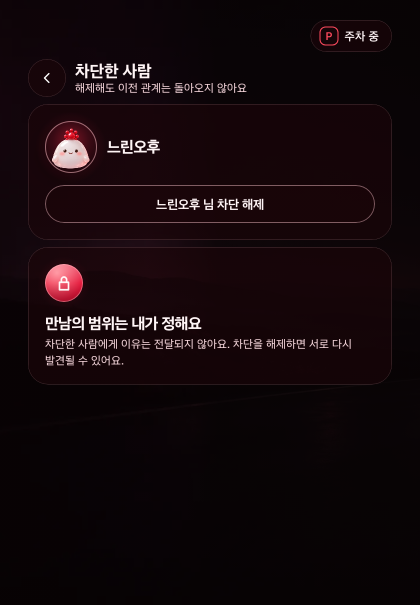 P 주차 중
차단한 사람
해제해도 이전 관계는 돌아오지 않아요
느린오후
느린오후 님 차단 해제
만남의 범위는 내가 정해요
차단한 사람에게 이유는 전달되지 않아요. 차단을 해제하면 서로 다시
발견될 수 있어요.